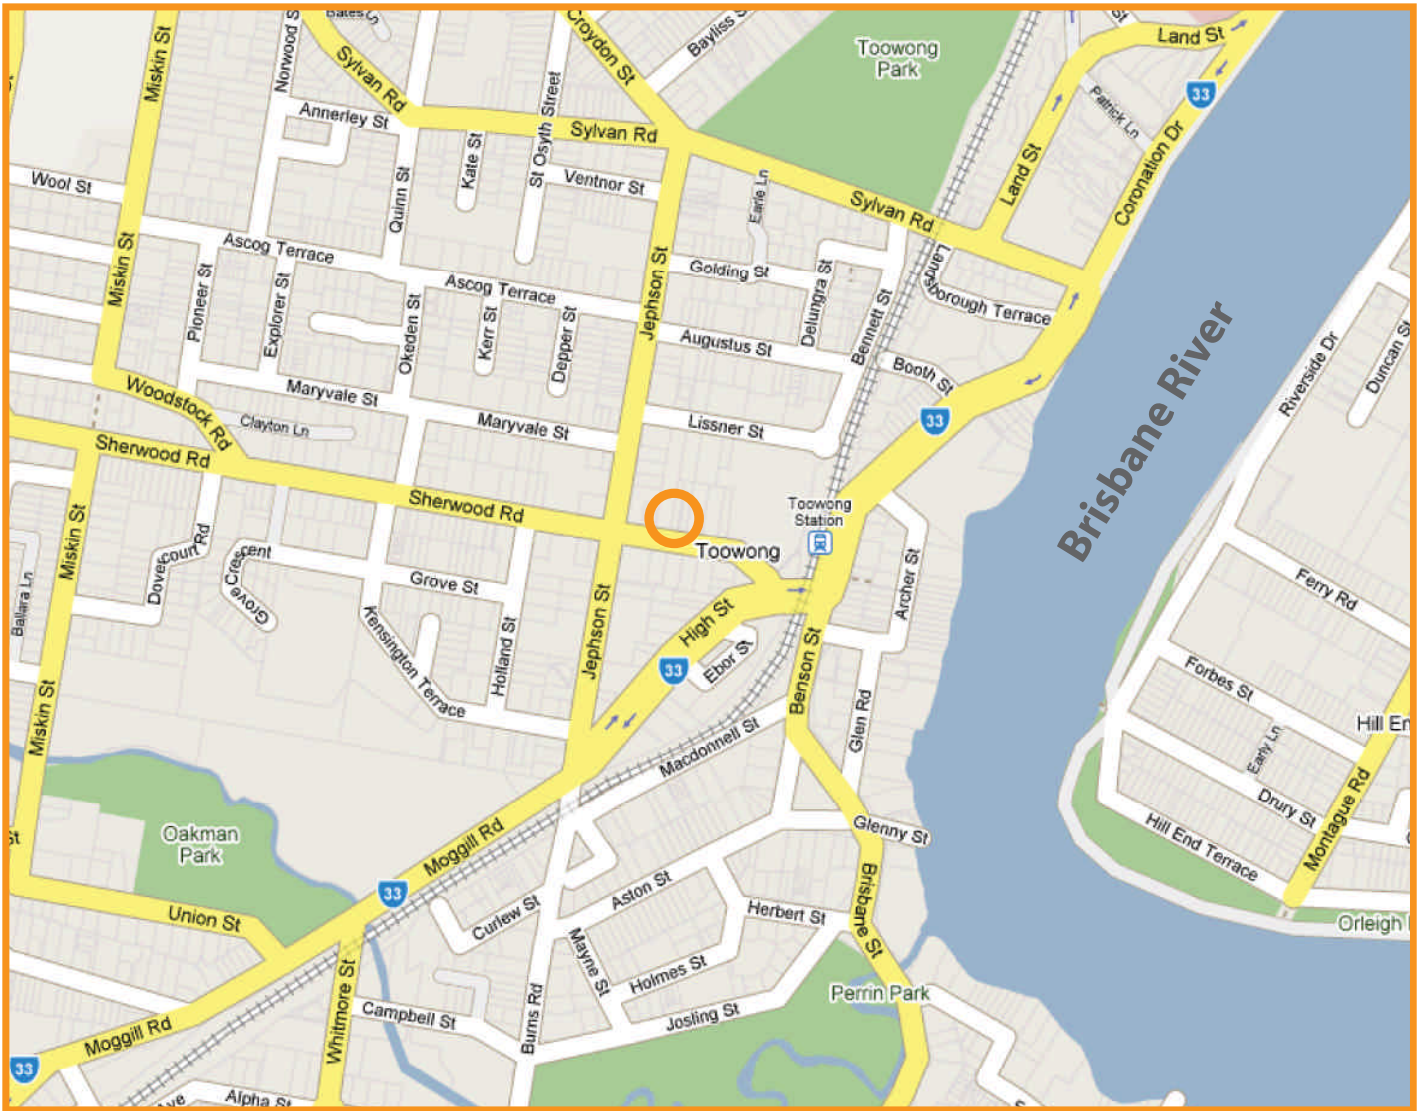 Miskin St
Norwood S
Bates
Croydon St
Bayliss S
St
Land St
Toowong
Park
Sylvan Rd
33
Patrick Ln
Annerley St
Kate St
St Osyth Street
Sylvan Rd
Coronation Dr
Wool St
Quinn St
Ventnor St
Earle Ln
Land St
Sylvan Rd
Miskin St
Ascog Terrace
Pioneer St
Explorer St
Okeden St
Ascog Terrace
Kerr St
Depper St
Jephson St
Golding St
Delungra St
Bennett St
Lansborough Terrace
Augustus St
Booth St
Brisbane River
Riverside Dr
Duncan S
Woodstock Rd
Maryvale St
Clayton Ln
Maryvale St
Lissner St
33
Sherwood Rd
Sherwood Rd
Toowong
Station
Toowong
Miskin St
Dovercourt Rd
Grove Crescent
Grove St
Ballara Ln
Archer St
Ferry Rd
Kensington Terrace
Holland St
Jephson St
High St
33
Ebor St
Benson St
Glen Rd
Forbes St
Early Ln
Hill En
Miskin St
Macdonnell St
Drury St
Montague Rd
Hill End Terrace
St
Oakman
Park
Moggill Rd
Glenny St
33
Aston St
Brisbane St
Union St
Curlew St
Herbert St
Orleigh
Mayne St
Holmes St
Perrin Park
Whitmore St
Campbell St
Burns Rd
Josling St
Moggill Rd
33
Alpha St
Ave